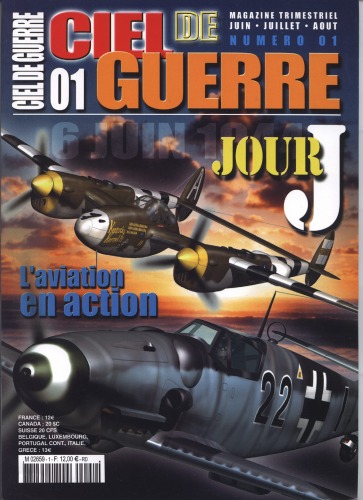 CIEL DE GUERRE
01
CIEL DE
GUERRE
MAGAZINE TRIMESTRIEL
JUIN • JUILLET • AOUT
NUMERO 01
6 JUIN
JOUR
J
L'aviation
en action
22
FRANCE : 12€
CANADA : 20 $C
SUISSE 20 CFS
BELGIQUE, LUXEMBOURG,
PORTUGAL CONT., ITALIE,
GRECE : 13€
M 02659 - 1 - F: 12,00 € - RD